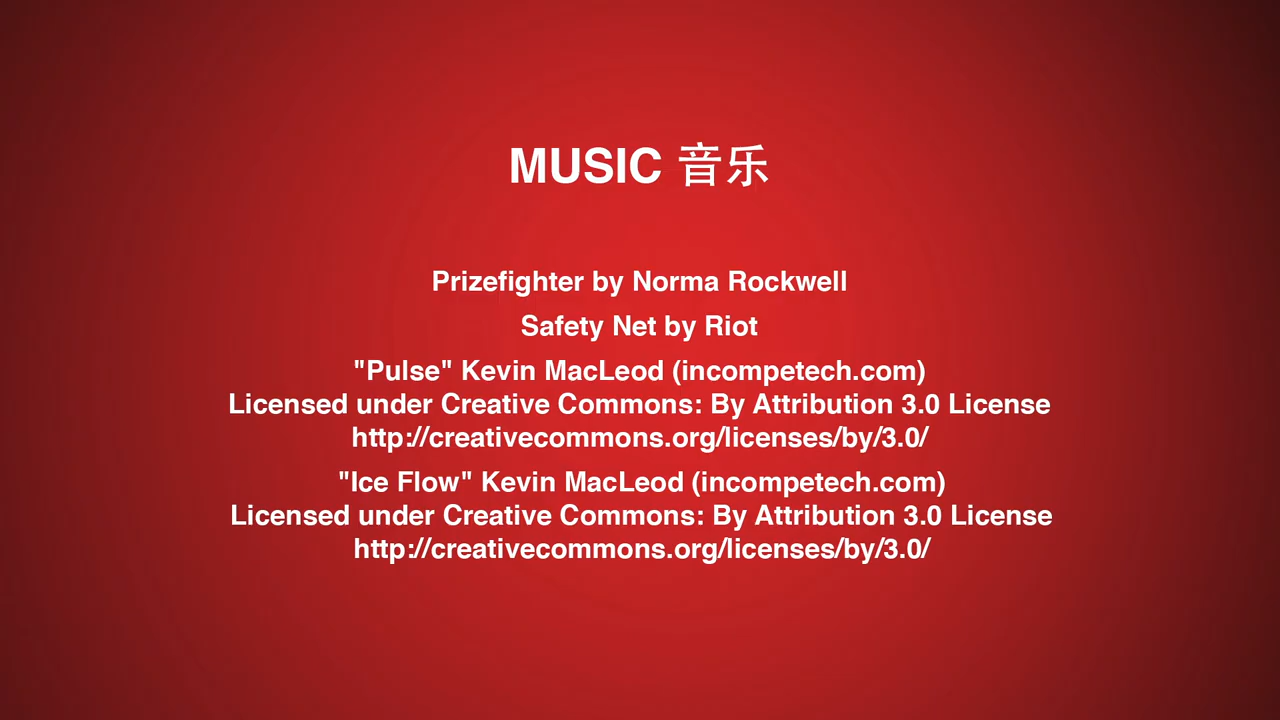 MUSIC 音乐
Prizefighter by Norma Rockwell
Safety Net by Riot
"Pulse" Kevin MacLeod (incompetech.com)
Licensed under Creative Commons: By Attribution 3.0 License
http://creativecommons.org/licenses/by/3.0/
"Ice Flow" Kevin MacLeod (incompetech.com)
Licensed under Creative Commons: By Attribution 3.0 License
http://creativecommons.org/licenses/by/3.0/